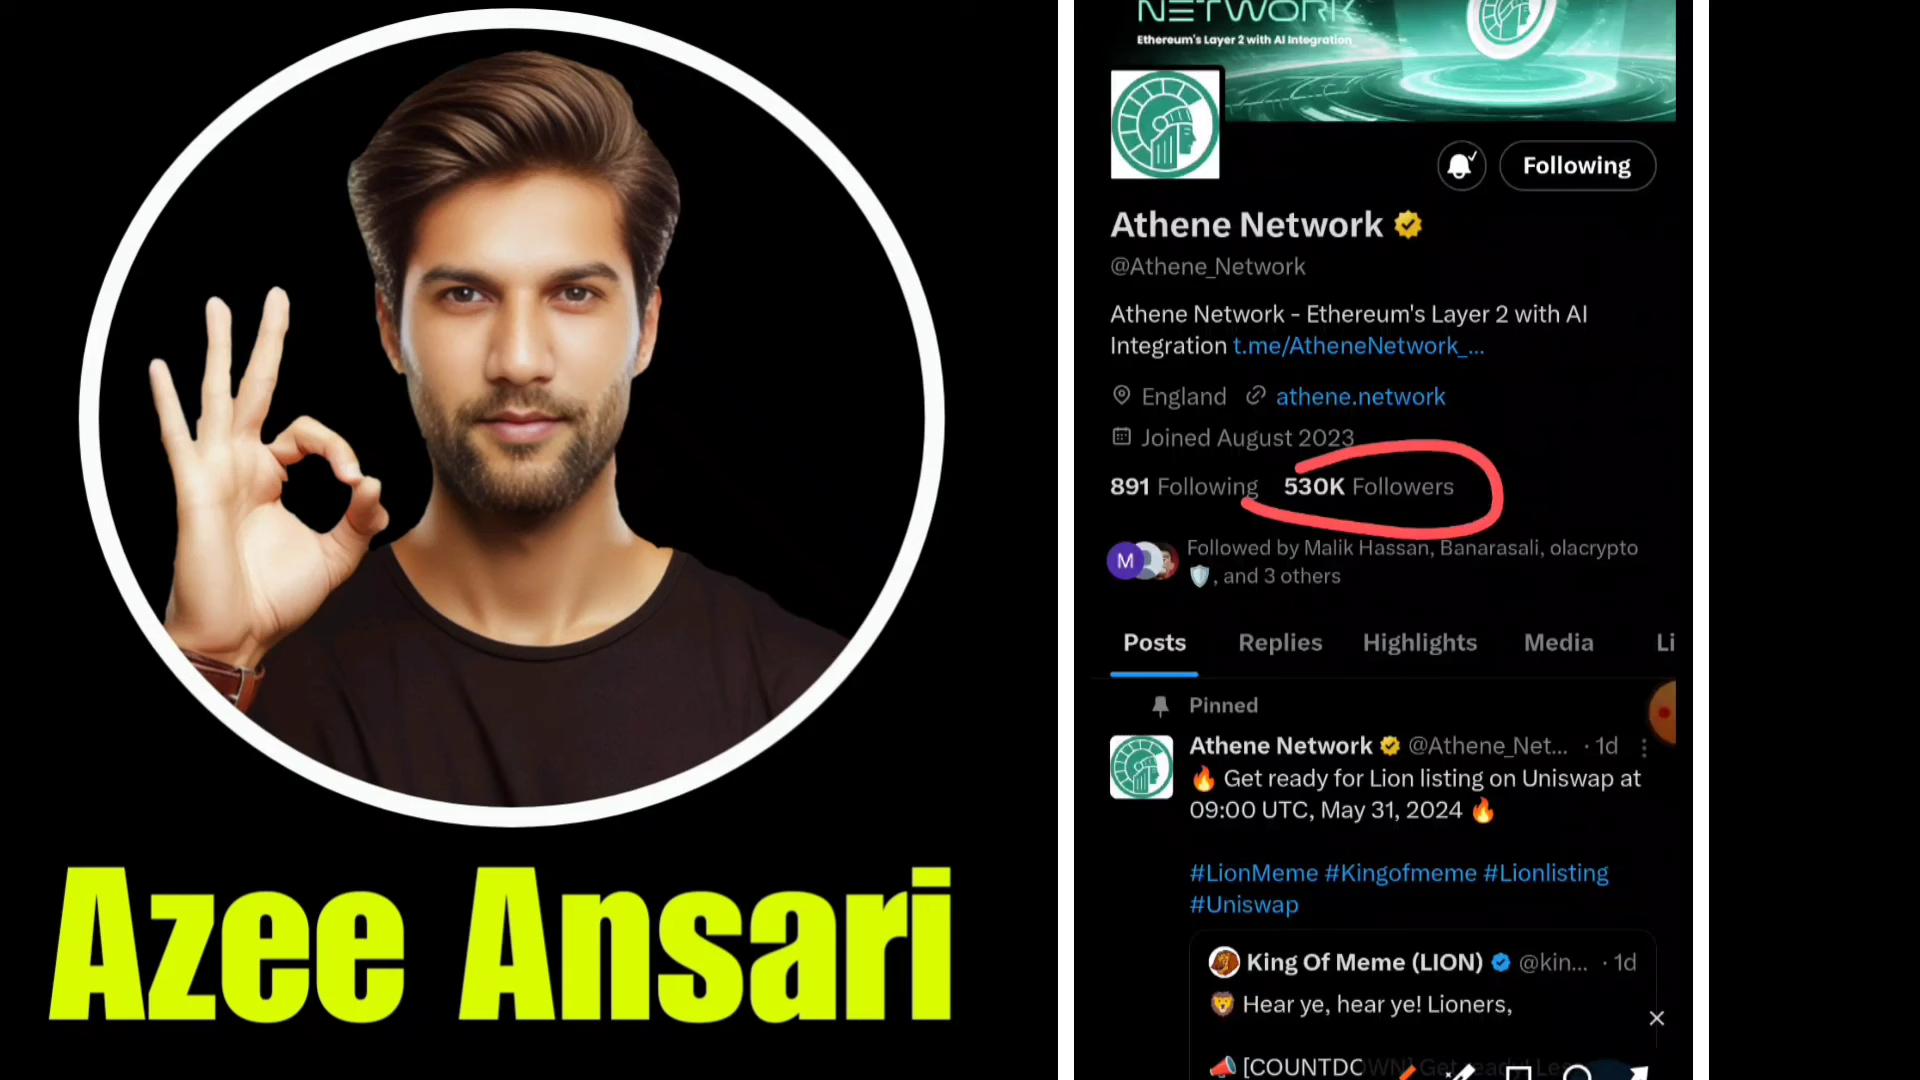 Azee Ansari
NETWORK
Ethereum's Layer 2 with AI Integration
Following
Athene Network
@Athene_Network
Athene Network - Ethereum's Layer 2 with AI
Integration t.me/AtheneNetwork_...
England athene.network
Joined August 2023
891 Following 530K Followers
M
Followed by Malik Hassan, Banarasali, olacrypto
🛡️, and 3 others
Posts Replies Highlights Media Li
Pinned
Athene Network @Athene_Net... · 1d
🔥 Get ready for Lion listing on Uniswap at
09:00 UTC, May 31, 2024 🔥
#LionMeme #Kingofmeme #Lionlisting
#Uniswap
King Of Meme (LION) @kin... · 1d
🦁 Hear ye, hear ye! Lioners,
📣 [COUNTDOWN] Get ready!